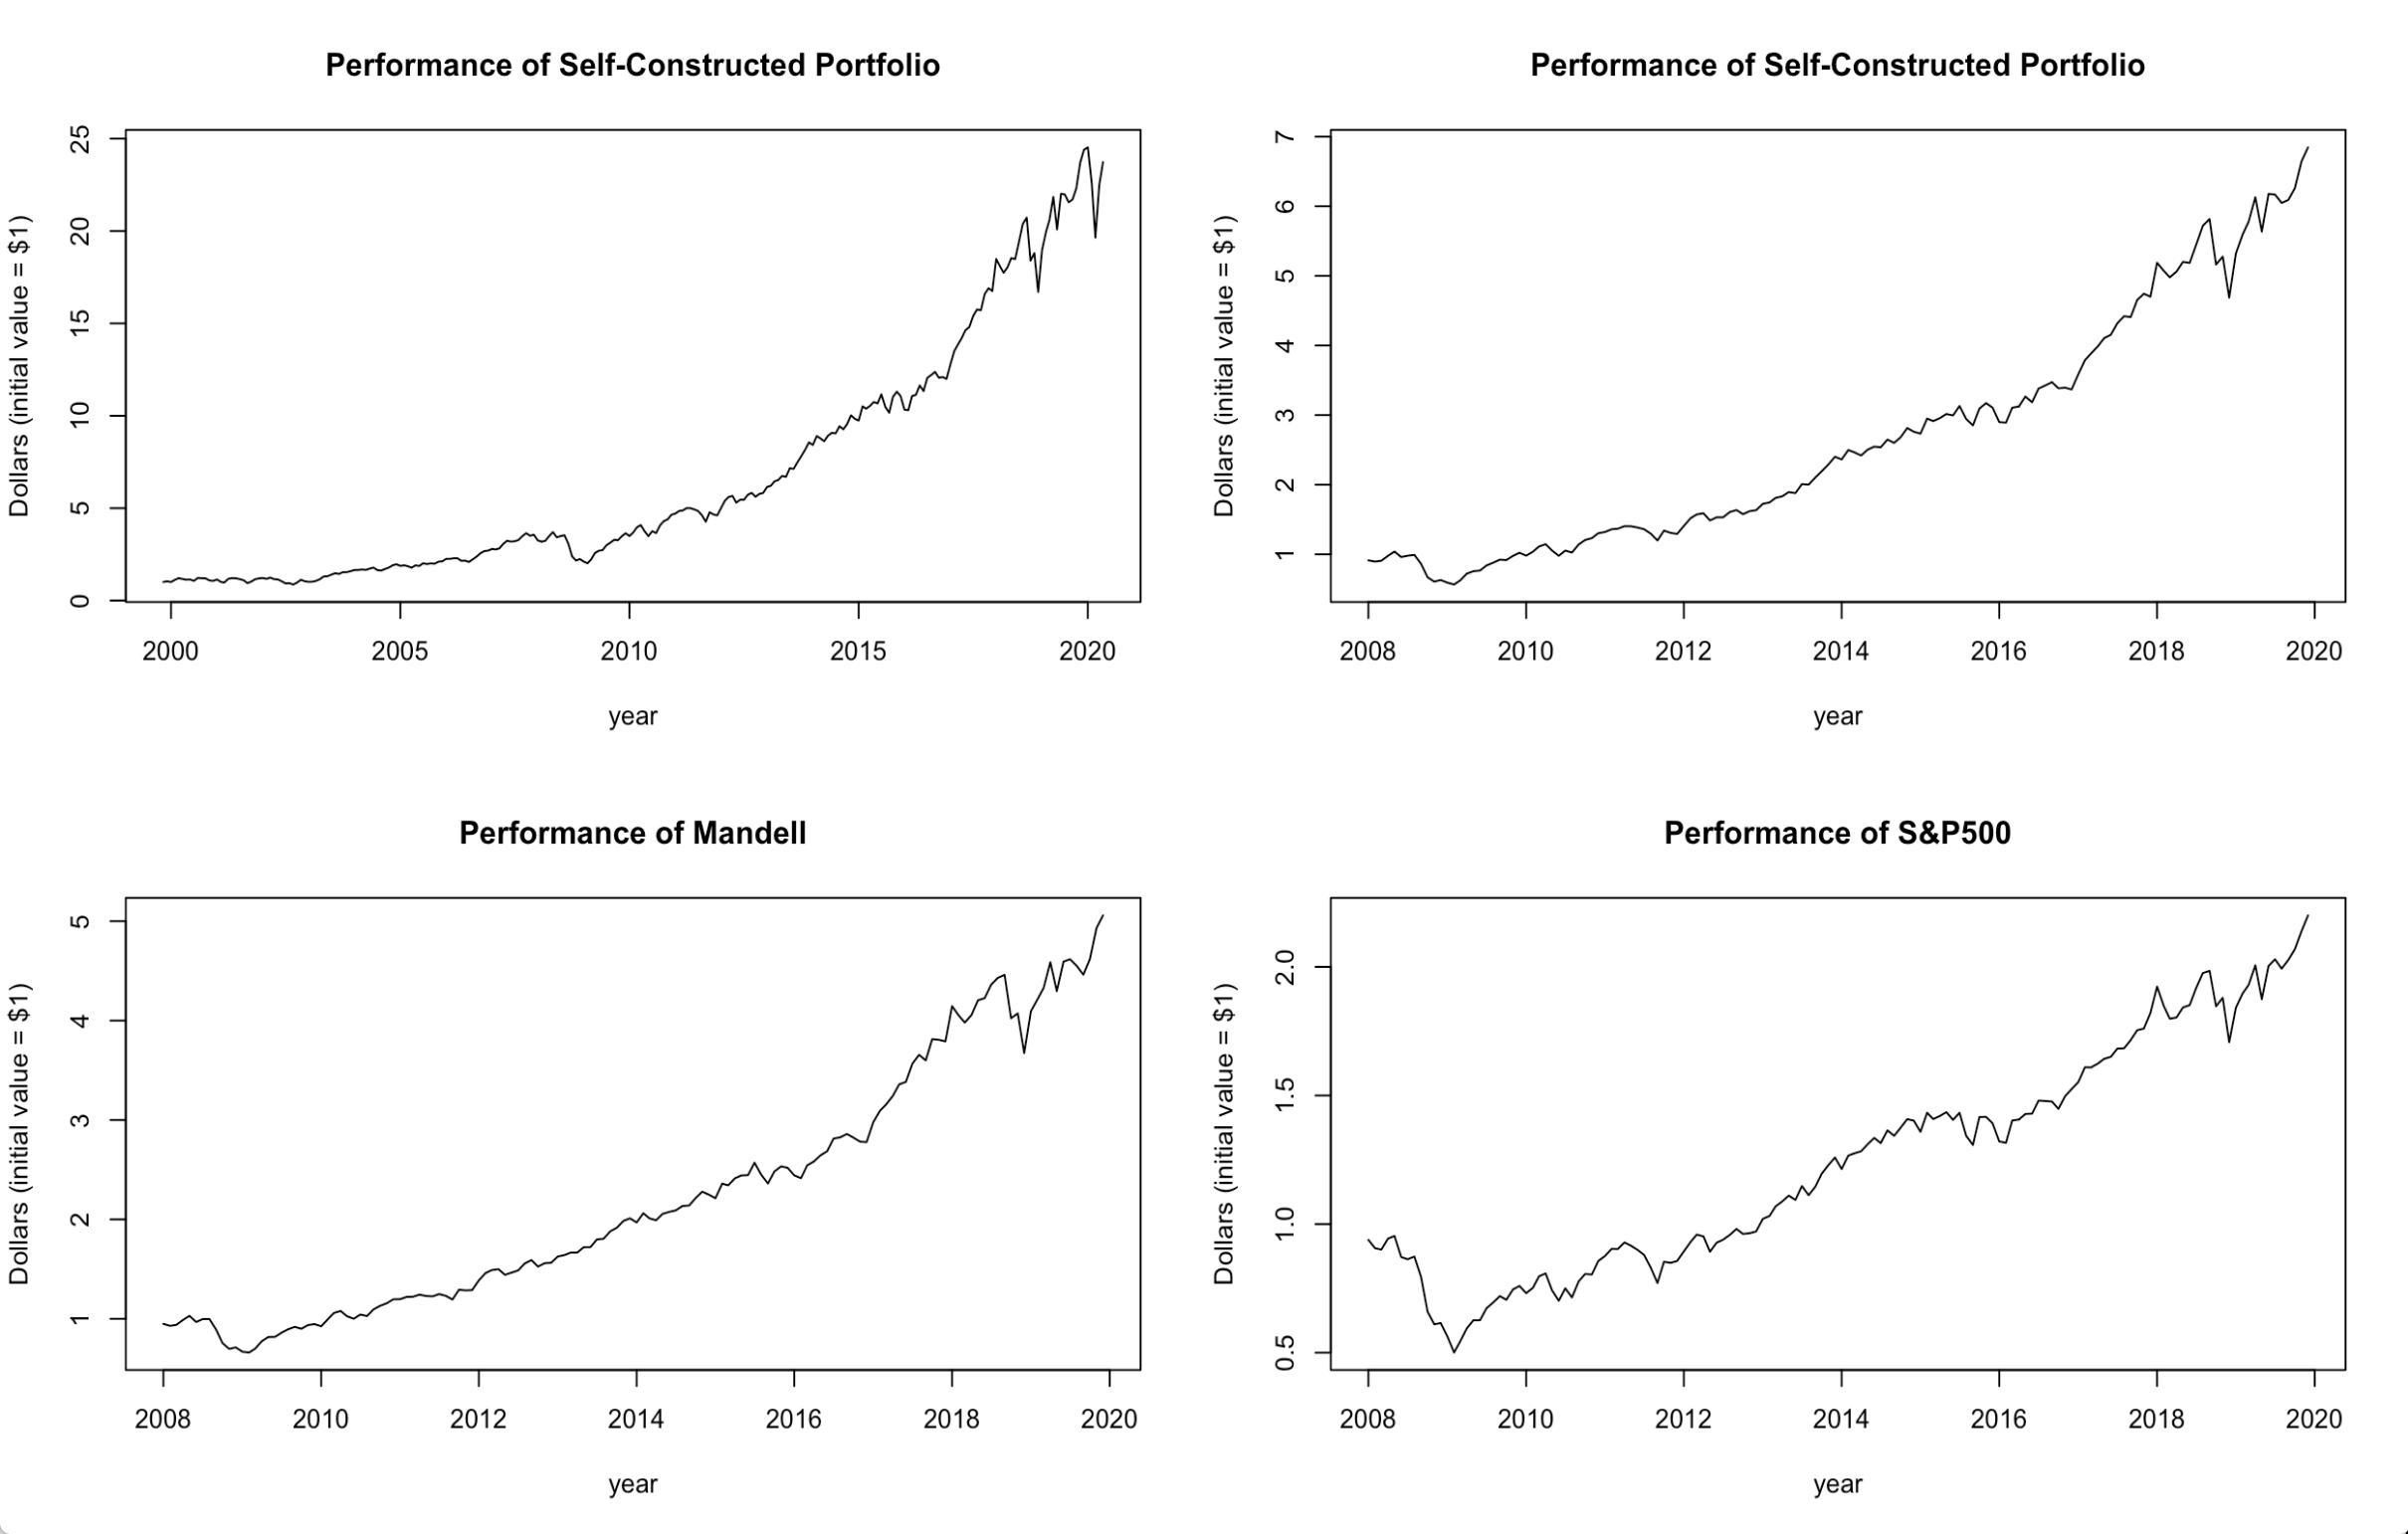 Performance of Self-Constructed Portfolio
Dollars (initial value = $1)
25
20
15
10
5
0
2000 2005 2010 2015 2020
year
Performance of Self-Constructed Portfolio
Dollars (initial value = $1)
7
6
5
4
3
2
1
2008 2010 2012 2014 2016 2018 2020
year
Performance of Mandell
Dollars (initial value = $1)
5
4
3
2
1
2008 2010 2012 2014 2016 2018 2020
year
Performance of S&P500
Dollars (initial value = $1)
2.0
1.5
1.0
0.5
2008 2010 2012 2014 2016 2018 2020
year